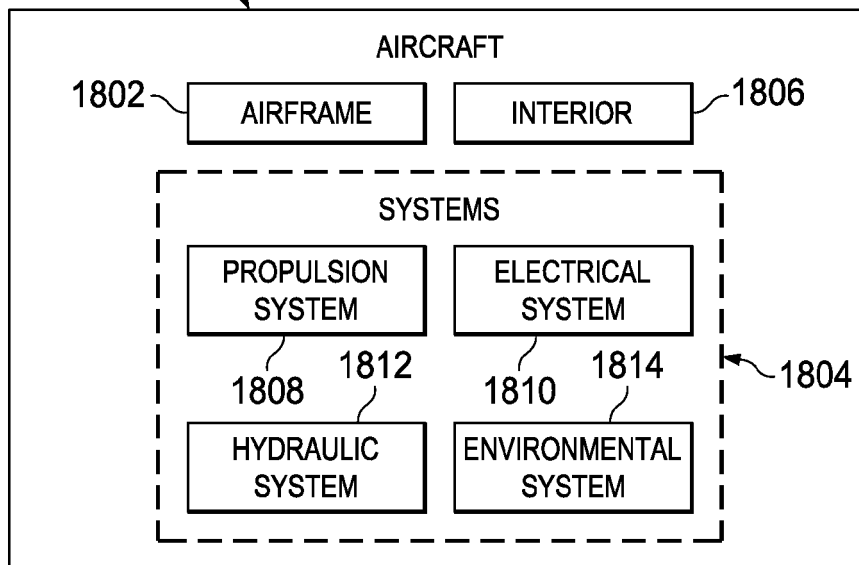 AIRCRAFT
1802 AIRFRAME INTERIOR 1806
SYSTEMS
PROPULSION ELECTRICAL
SYSTEM SYSTEM
1808 1812 1810 1814 1804
HYDRAULIC ENVIRONMENTAL
SYSTEM SYSTEM